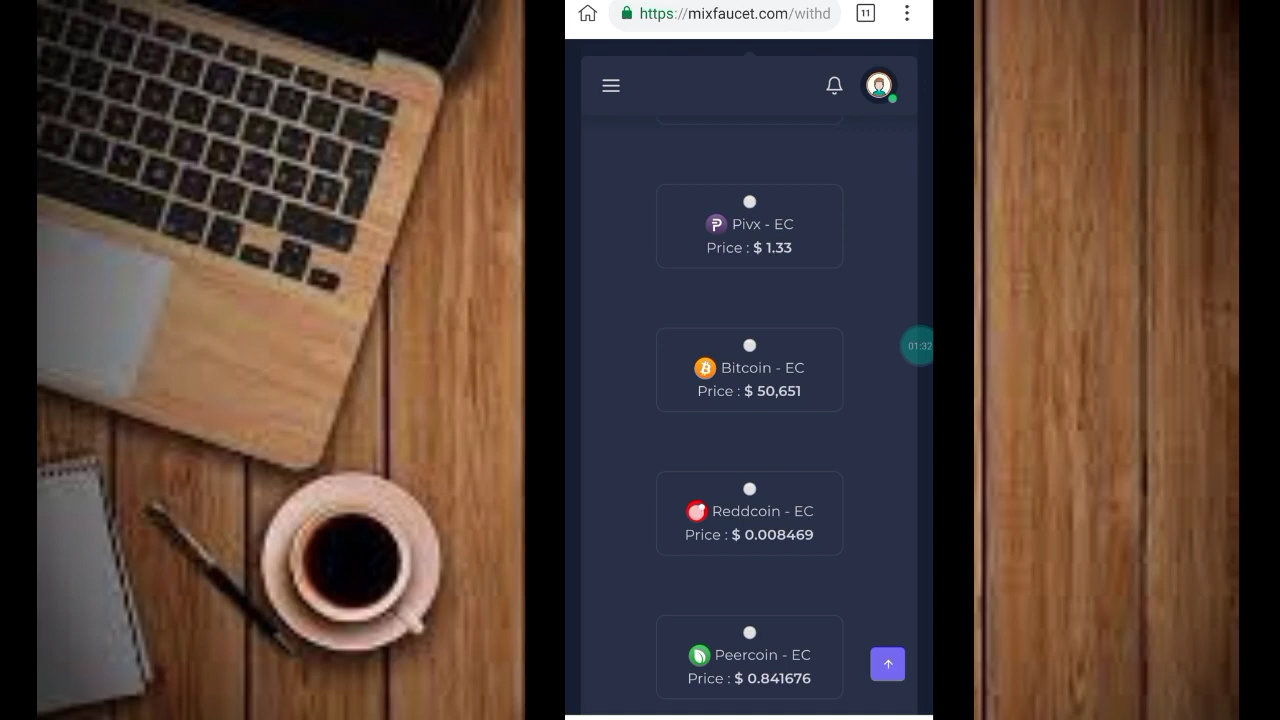 https://mixfaucet.com/withd
11
Pivx - EC
Price : $ 1.33
Bitcoin - EC
Price : $ 50,651
01:32
Reddcoin - EC
Price : $ 0.008469
Peercoin - EC
Price : $ 0.841676